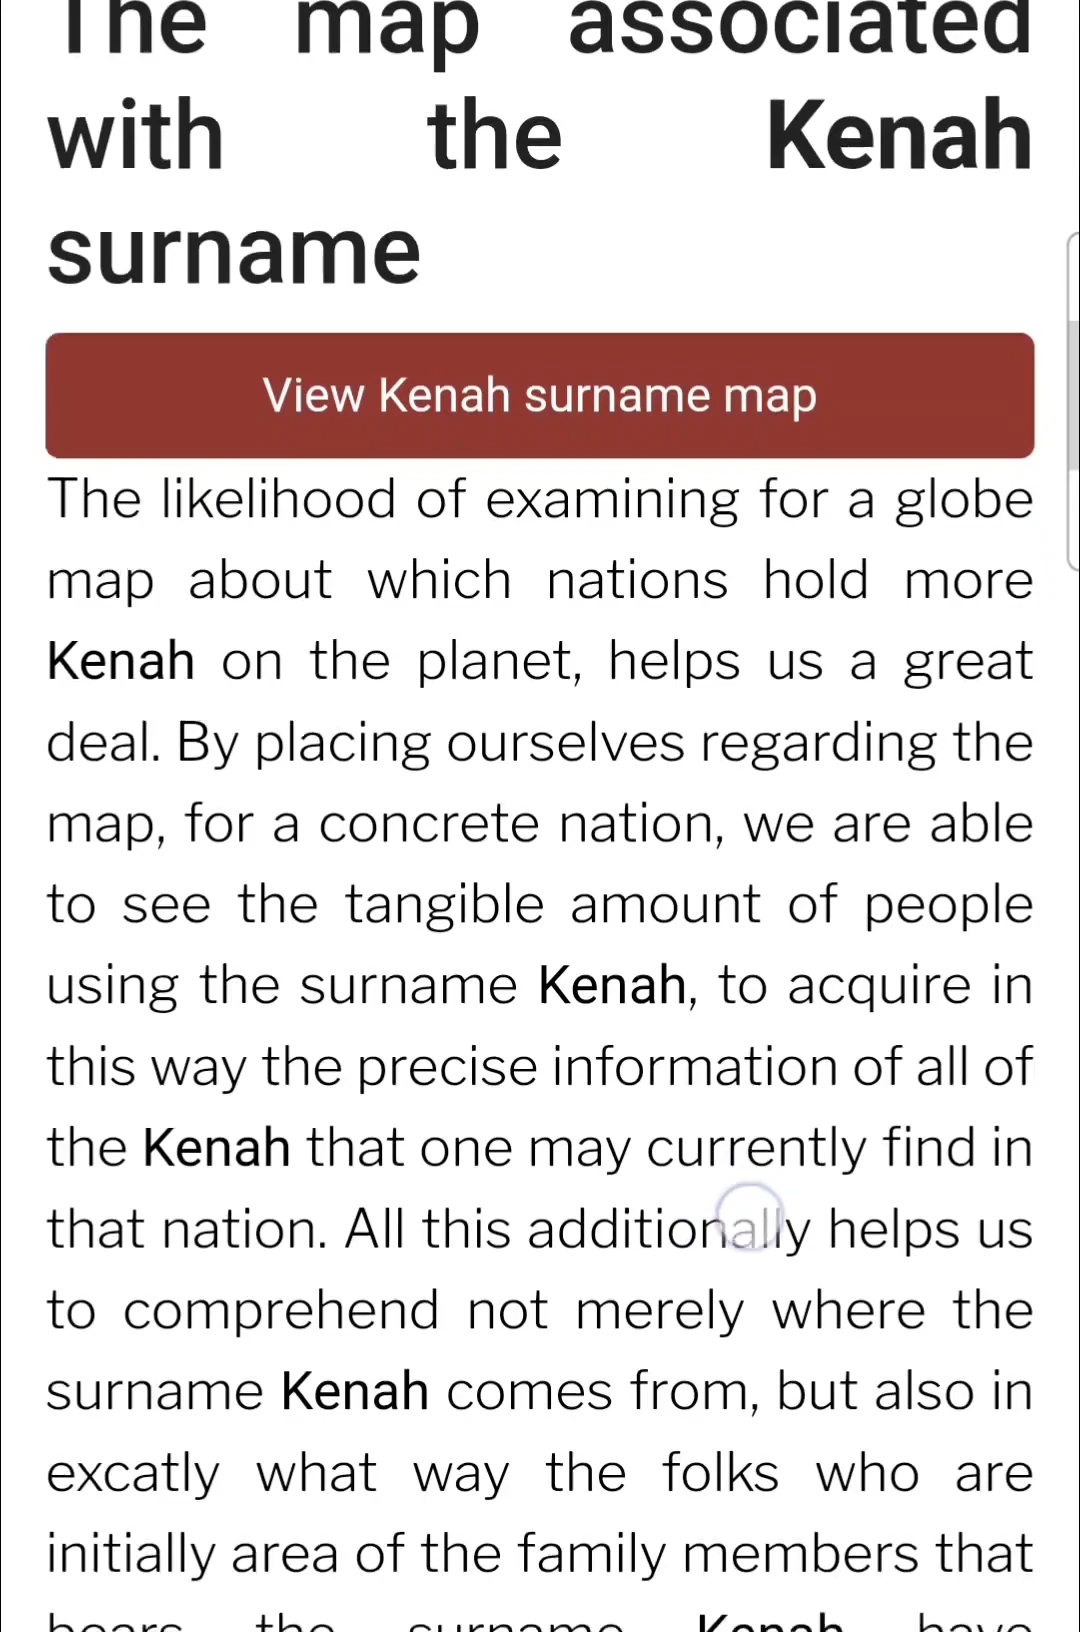 The map associated
with the Kenah
surname
View Kenah surname map
The likelihood of examining for a globe
map about which nations hold more
Kenah on the planet, helps us a great
deal. By placing ourselves regarding the
map, for a concrete nation, we are able
to see the tangible amount of people
using the surname Kenah, to acquire in
this way the precise information of all of
the Kenah that one may currently find in
that nation. All this additionally helps us
to comprehend not merely where the
surname Kenah comes from, but also in
excatly what way the folks who are
initially area of the family members that
bears the surname Kenah have